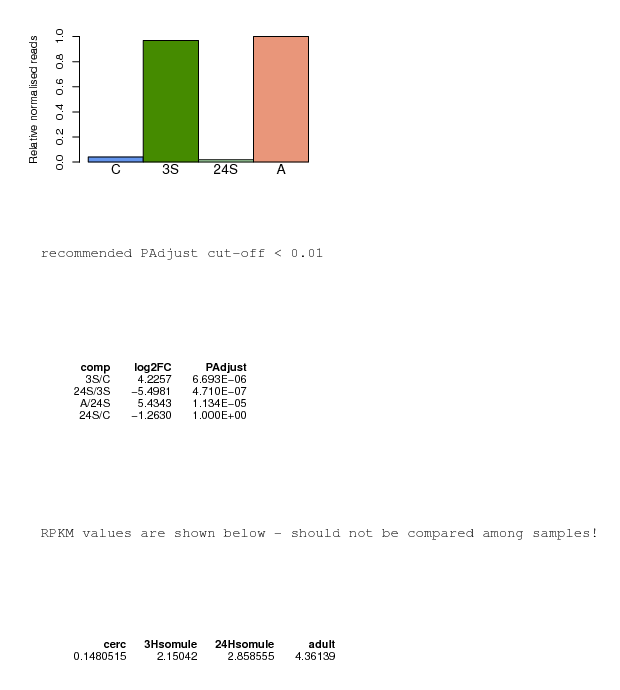 Relative normalised reads
1.0
0.8
0.6
0.4
0.2
0.0
C 3S 24S A
recommended PAdjust cut-off < 0.01
comp log2FC PAdjust
3S/C 4.2257 6.693E-06
24S/3S -5.4981 4.710E-07
A/24S 5.4343 1.134E-05
24S/C -1.2630 1.000E+00
RPKM values are shown below - should not be compared among samples!
cerc 3Hsomule 24Hsomule adult
0.1480515 2.15042 2.858555 4.36139